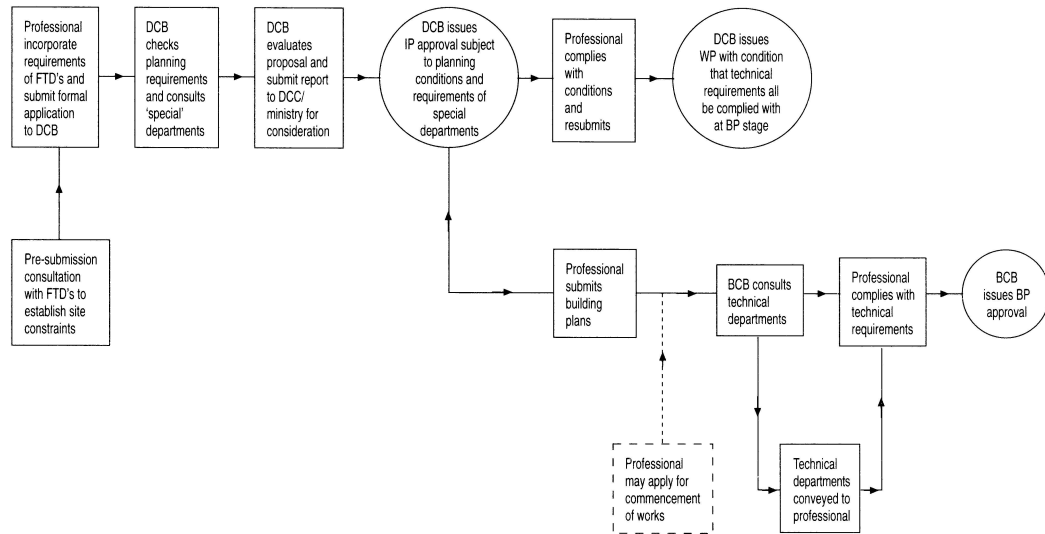 Professional
incorporate
requirements
of FTD's and
submit formal
application
to DCB
DCB
checks
planning
requirements
and consults
'special'
departments
DCB
evaluates
proposal and
submit report
to DCC/
ministry for
consideration
DCB issues
IP approval subject
to planning
conditions and
requirements of
special
departments
Professional
complies
with
conditions
and
resubmits
DCB issues
WP with condition
that technical
requirements all
be complied with
at BP stage
Pre-submission
consultation
with FTD's to
establish site
constraints
Professional
submits
building
plans
BCB consults
technical
departments
Professional
complies with
technical
requirements
BCB
issues BP
approval
Professional
may apply for
commencement
of works
Technical
departments
conveyed to
professional